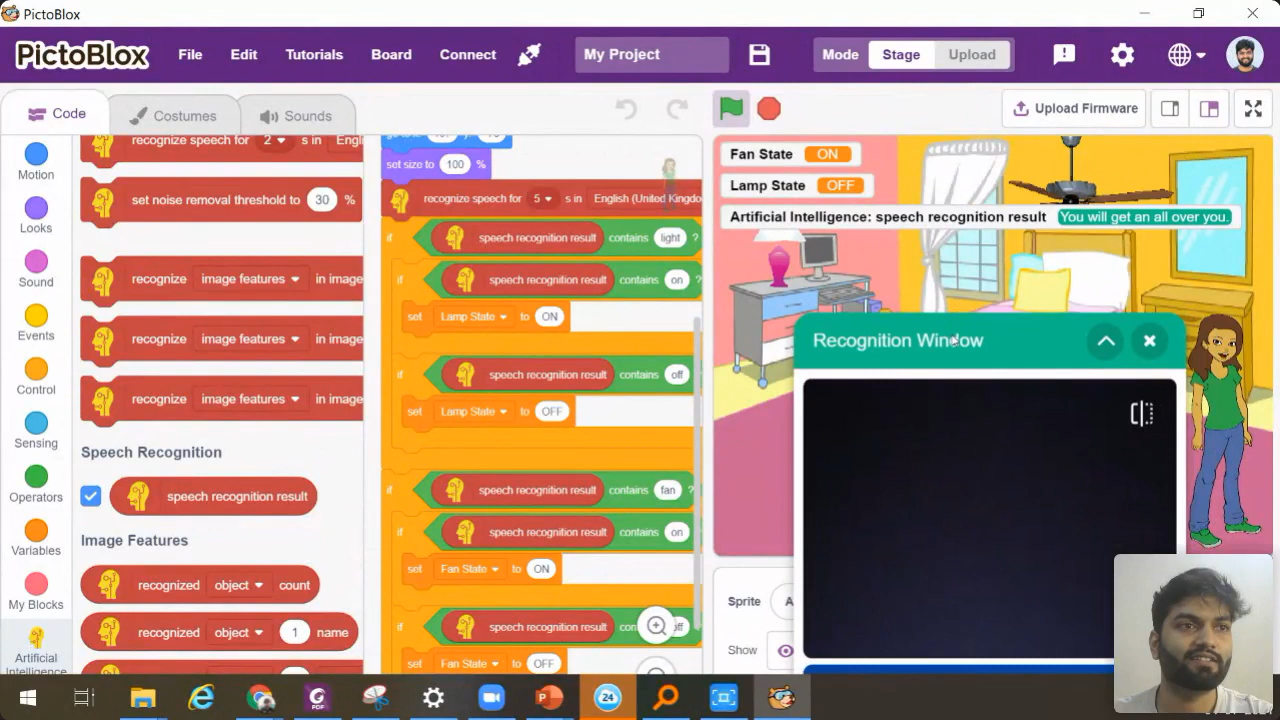 PictoBlox
PictoBlox File Edit Tutorials Board Connect My Project Mode Stage Upload
Code Costumes Sounds Upload Firmware
Motion
Looks
Sound
Events
Control
Sensing
Operators
Variables
My Blocks
Artificial
Intelligence
recognize speech for 2 s in Engl
set noise removal threshold to 30 %
recognize image features in image
recognize image features in image
recognize image features in image
Speech Recognition
speech recognition result
Image Features
recognized object count
recognized object 1 name
set size to 100 %
recognize speech for 5 s in English (United Kingdo
if speech recognition result contains light ?
if speech recognition result contains on ?
set Lamp State to ON
if speech recognition result contains off
set Lamp State to OFF
if speech recognition result contains fan ?
if speech recognition result contains on ?
set Fan State to ON
if speech recognition result con off
set Fan State to OFF
Fan State ON
Lamp State OFF
Artificial Intelligence: speech recognition result You will get an all over you.
Recognition Window
Sprite A
Show
PDF
24